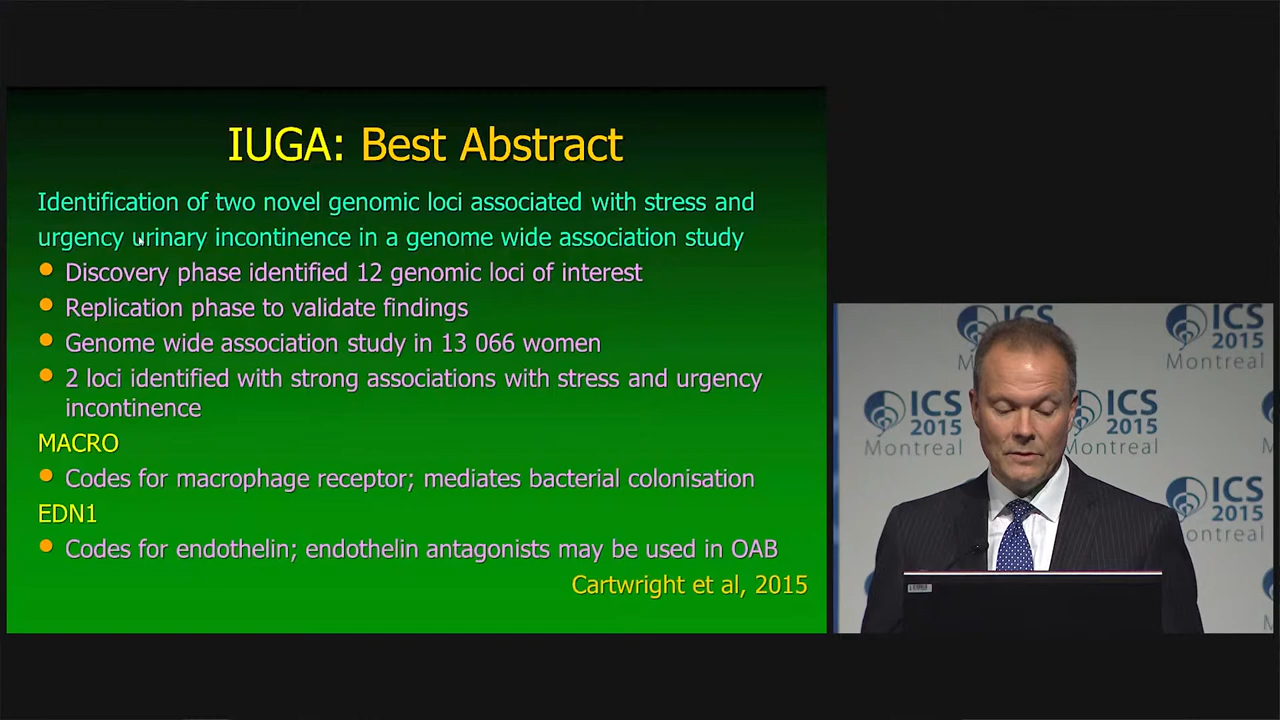 IUGA: Best Abstract
Identification of two novel genomic loci associated with stress and
urgency urinary incontinence in a genome wide association study
Discovery phase identified 12 genomic loci of interest
Replication phase to validate findings
Genome wide association study in 13 066 women
2 loci identified with strong associations with stress and urgency
incontinence
MACRO
Codes for macrophage receptor; mediates bacterial colonisation
EDN1
Codes for endothelin; endothelin antagonists may be used in OAB
Cartwright et al, 2015
ICS
2015
Montreal
ICS
2015
Montreal
ICS
2015
Montreal
ICS
2015